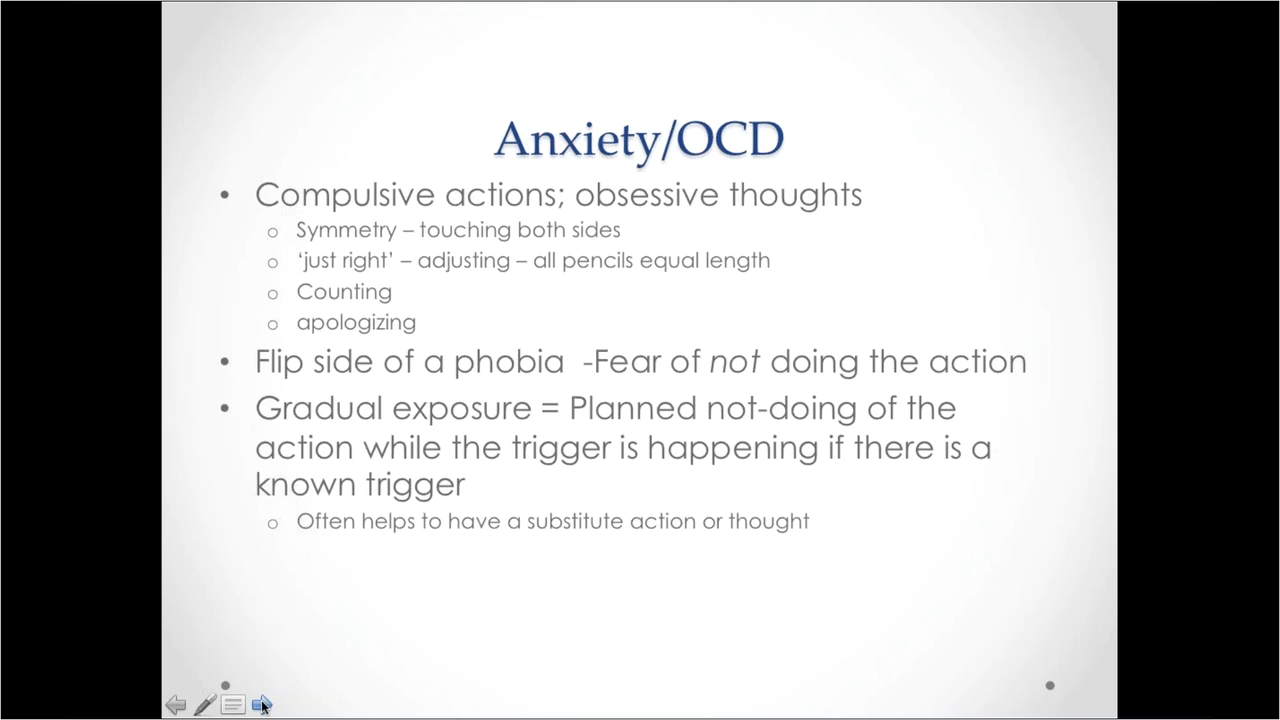 Anxiety/OCD
• Compulsive actions; obsessive thoughts
o Symmetry – touching both sides
o ‘just right’ – adjusting – all pencils equal length
o Counting
o apologizing
• Flip side of a phobia  -Fear of not doing the action
• Gradual exposure = Planned not-doing of the
action while the trigger is happening if there is a
known trigger
o Often helps to have a substitute action or thought